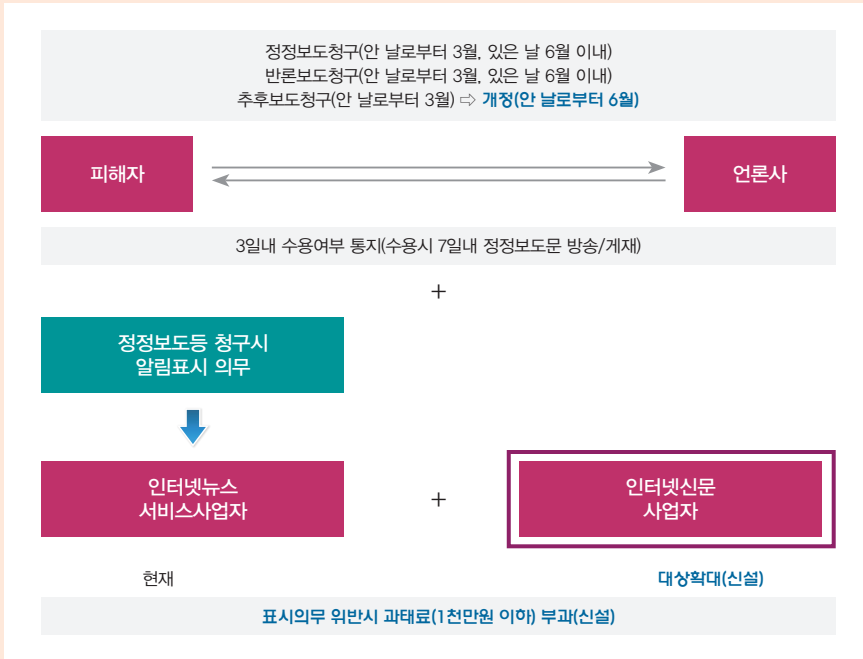 정정보도청구(안 날로부터 3월, 있은 날 6월 이내)
반론보도청구(안 날로부터 3월, 있은 날 6월 이내)
추후보도청구(안 날로부터 3월) ⇨ 개정(안 날로부터 6월)
피해자
언론사
3일내 수용여부 통지(수용시 7일내 정정보도문 방송/게재)
+
정정보도등 청구시
알림표시 의무
인터넷뉴스
서비스사업자
+
인터넷신문
사업자
현재
대상확대(신설)
표시의무 위반시 과태료(1천만원 이하) 부과(신설)